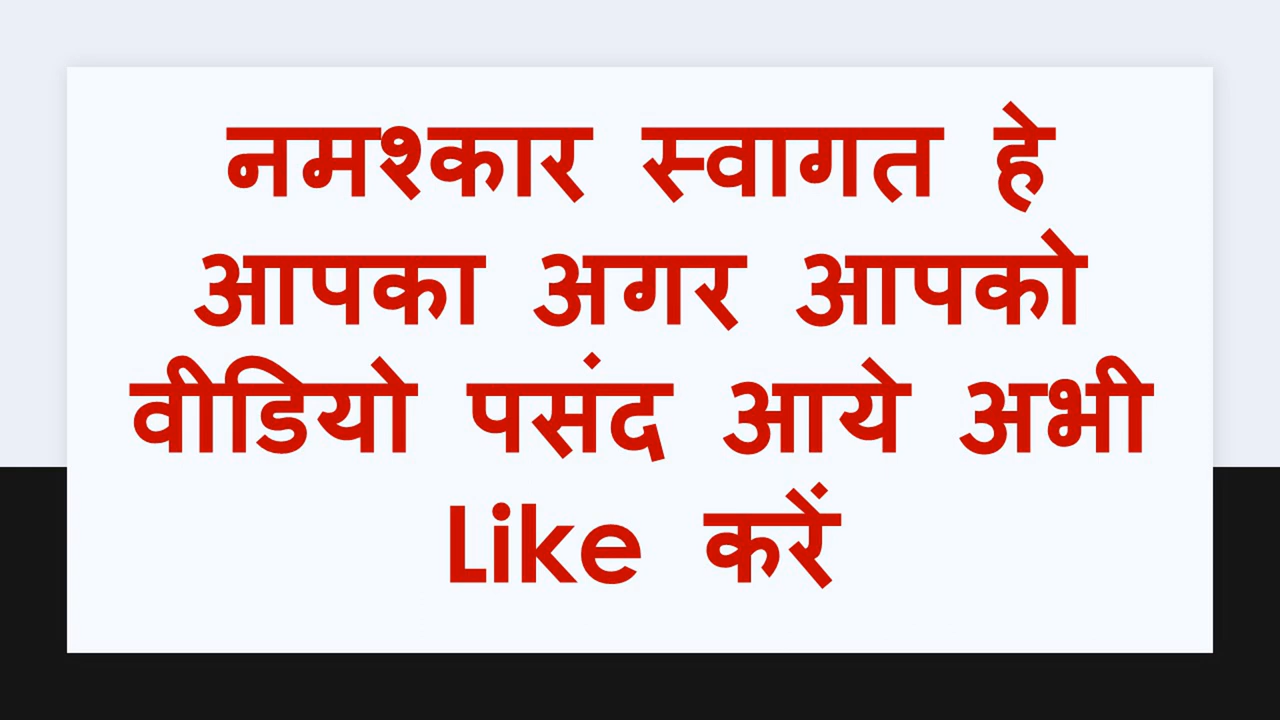 नमश्कार स्वागत हे
आपका अगर आपको
वीडियो पसंद आये अभी
Like करें